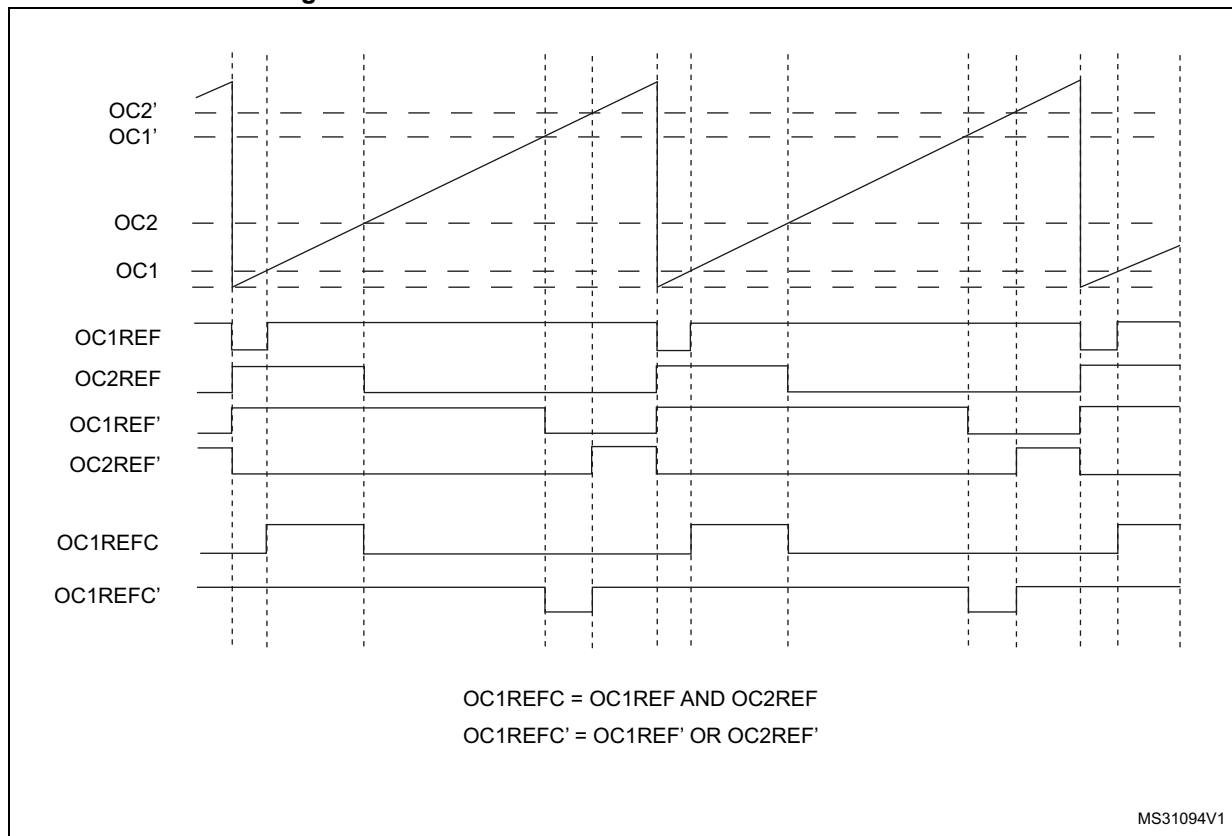 OC2’
OC1’
OC2
OC1
OC1REF
OC2REF
OC1REF’
OC2REF’
OC1REFC
OC1REFC’
OC1REFC = OC1REF AND OC2REF
OC1REFC’ = OC1REF’ OR OC2REF’
MS31094V1